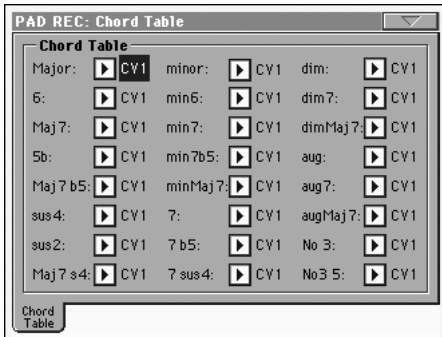 PAD REC: Chord Table
Chord Table
Major: CV1 minor: CV1 dim: CV1
6: CV1 min6: CV1 dim7: CV1
Maj7: CV1 min7: CV1 dimMaj7: CV1
5b: CV1 min7b5: CV1 aug: CV1
Maj7b5: CV1 minMaj7: CV1 aug7: CV1
sus4: CV1 7: CV1 augMaj7: CV1
sus2: CV1 7b5: CV1 No 3: CV1
Maj7s4: CV1 7sus4: CV1 No3 5: CV1
Chord
Table